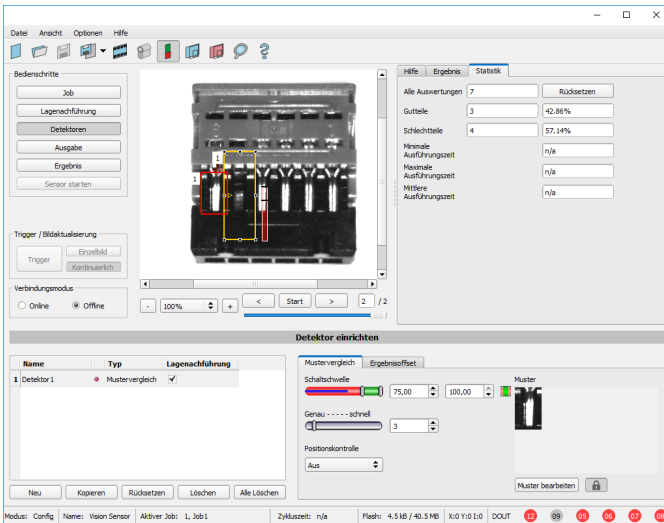 Datei Ansicht Optionen Hilfe
Bedienschritte
Job
Lagenachführung
Detektoren
Ausgabe
Ergebnis
Sensor starten
Trigger / Bildaktualisierung
Trigger
Einzelbild
Kontinuierlich
Verbindungsmodus
Online Offline
1
1
- 100% + < Start > 2 / 2
Hilfe Ergebnis Statistik
Alle Auswertungen 7 Rücksetzen
Gutteile 3 42.86%
Schlechtteile 4 57.14%
Minimale
Ausführungszeit n/a
Maximale
Ausführungszeit n/a
Mittlere
Ausführungszeit n/a
Detektor einrichten
Name Typ Lagenachführung
1 Detektor1 Mustervergleich
Neu Kopieren Rücksetzen Löschen Alle Löschen
Mustervergleich Ergebnisoffset
Schaltschwelle
75,00 100,00
Genau - - - - - schnell
3
Positionskontrolle
Aus
Muster
Muster bearbeiten
Modus: Config Name: Vision Sensor Aktiver Job: 1, Job1 Zykluszeit: n/a Flash: 4.5 kB / 40.5 MB X:0 Y:0 I:0 DOUT 12 09 05 06 07 08